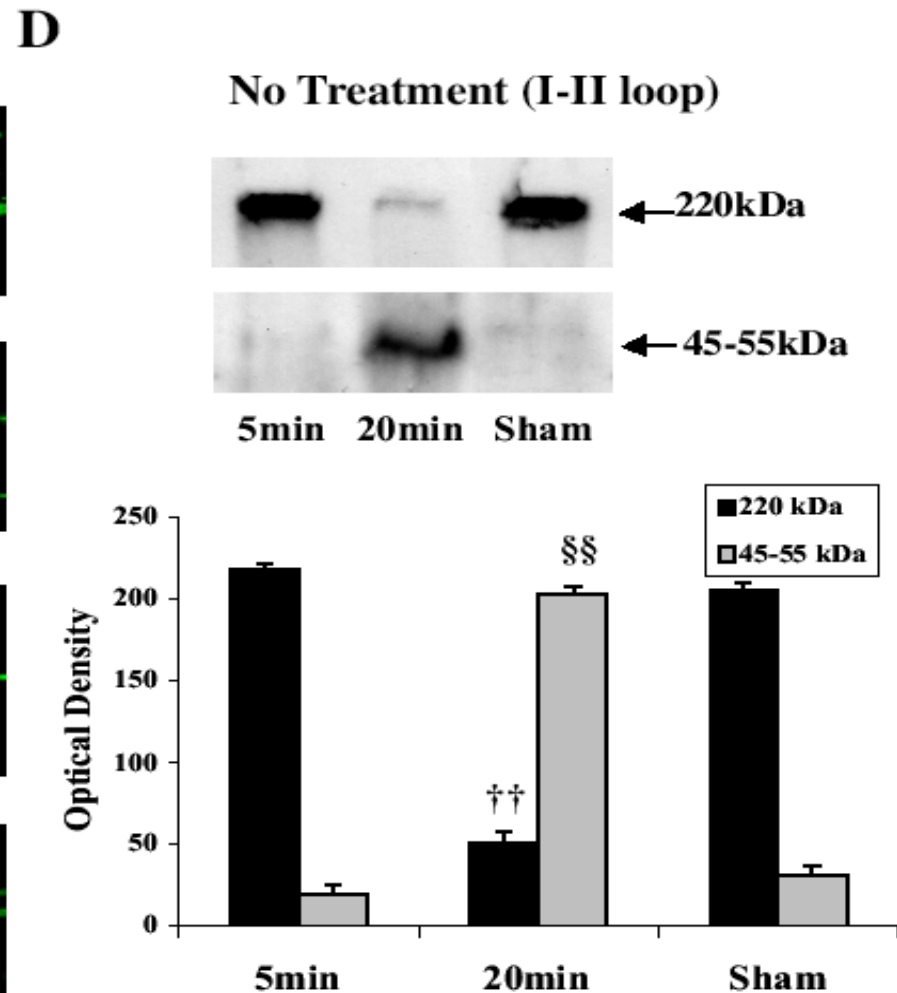 D
No Treatment (I-II loop)
220kDa
45-55kDa
5min 20min Sham
220 kDa
45-55 kDa
250
200
150
100
50
0
Optical Density
§§
††
5min 20min Sham